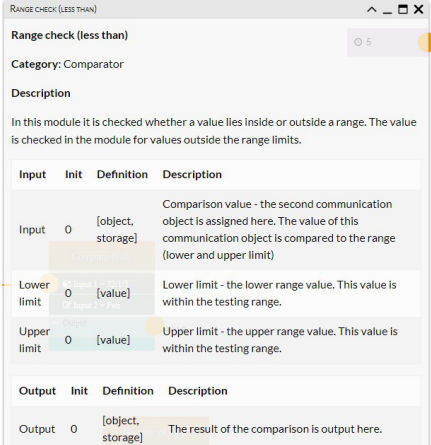 Range check (less than)
Range check (less than)
5
Category: Comparator
Description
In this module it is checked whether a value lies inside or outside a range. The value
is checked in the module for values outside the range limits.
Input Init Definition Description
Input 0 [object, storage] Comparison value - the second communication
object is assigned here. The value of this
communication object is compared to the range
(lower and upper limit)
Lower limit 0 [value] Lower limit - the lower range value. This value is
within the testing range.
Upper limit 0 [value] Upper limit - the upper range value. This value is
within the testing range.
Output Init Definition Description
Output 0 [object, storage] The result of the comparison is output here.